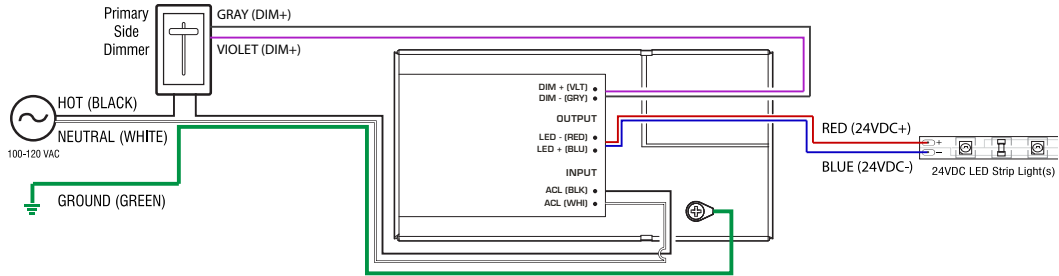 Primary
Side
Dimmer
GRAY (DIM+)
VIOLET (DIM+)
HOT (BLACK)
NEUTRAL (WHITE)
100-120 VAC
GROUND (GREEN)
DIM + (VLT)
DIM - (GRY)
OUTPUT
LED - (RED)
LED + (BLU)
INPUT
ACL (BLK)
ACL (WHI)
RED (24VDC+)
BLUE (24VDC-)
+
–
24VDC LED Strip Light(s)